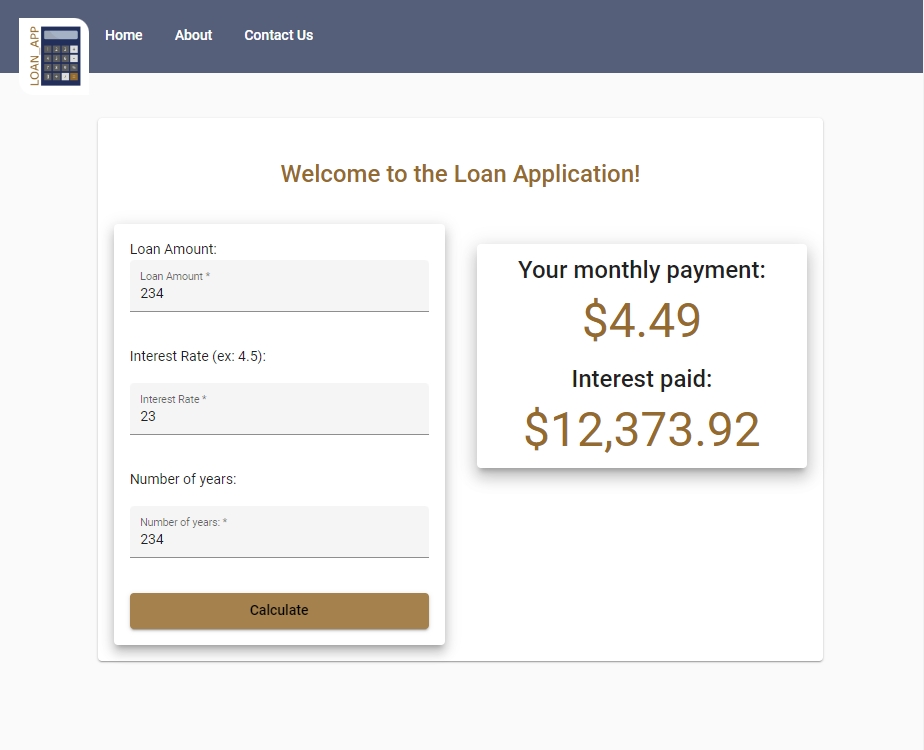 LOAN_APP
Home About Contact Us
Welcome to the Loan Application!
Loan Amount:
Loan Amount *
234
Interest Rate (ex: 4.5):
Interest Rate *
23
Number of years:
Number of years: *
234
Calculate
Your monthly payment:
$4.49
Interest paid:
$12,373.92